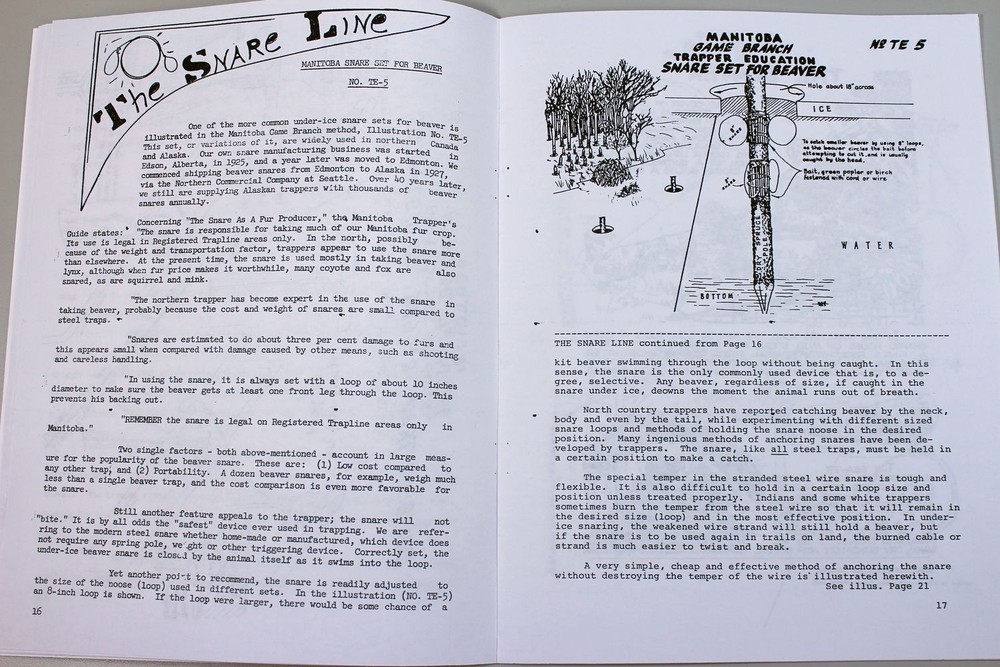 The Snare Line
MANITOBA SNARE SET FOR BEAVER
NO. TE-5
One of the more common under-ice snare sets for beaver is
illustrated in the Manitoba Game Branch method, Illustration No. TE-5
This set, or variations of it, are widely used in northern Canada
and Alaska. Our own snare manufacturing business was started in
Edson, Alberta, in 1925, and a year later was moved to Edmonton. We
commenced shipping beaver snares from Edmonton to Alaska in 1927,
via the Northern Commercial Company at Seattle. Over 40 years later,
we still are supplying Alaskan trappers with thousands of beaver
snares annually.
Concerning "The Snare As A Fur Producer," the Manitoba Trapper's
Guide states: "The snare is responsible for taking much of our Manitoba fur crop.
Its use is legal in Registered Trapline areas only. In the north, possibly be-
cause of the weight and transportation factor, trappers appear to use the snare more
than elsewhere. At the present time, the snare is used mostly in taking beaver and
lynx, although when fur price makes it worthwhile, many coyote and fox are also
snared, as are squirrel and mink.
"The northern trapper has become expert in the use of the snare in
taking beaver, probably because the cost and weight of snares are small compared to
steel traps.
"Snares are estimated to do about three per cent damage to furs and
this appears small when compared with damage caused by other means, such as shooting
and careless handling.
"In using the snare, it is always set with a loop of about 10 inches
diameter to make sure the beaver gets at least one front leg through the loop. This
prevents his backing out.
"REMEMBER the snare is legal on Registered Trapline areas only in
Manitoba."
Two single factors - both above-mentioned - account in large meas-
ure for the popularity of the beaver snare. These are: (1) Low cost compared to
any other trap, and (2) Portability. A dozen beaver snares, for example, weigh much
less than a single beaver trap, and the cost comparison is even more favorable for
the snare.
Still another feature appeals to the trapper; the snare will not
"bite." It is by all odds the "safest" device ever used in trapping. We are refer-
ring to the modern steel snare whether home-made or manufactured, which device does
not require any spring pole, we ght or other triggering device. Correctly set, the
under-ice beaver snare is closed by the animal itself as it swims into the loop.
Yet another point to recommend, the snare is readily adjusted to
the size of the noose (loop) used in different sets. In the illustration (NO. TE-5)
an 8-inch loop is shown. If the loop were larger, there would be some chance of a
16
MANITOBA
GAME BRANCH
TRAPPER EDUCATION
SNARE SET FOR BEAVER
No TE 5
Hole about 18" across
ICE
To catch smaller beaver by using 8" loops,
as the beaver circles the bait before
attempting to cut it, and is usually
caught by the head.
Bait, green poplar or birch
fastened with cord or wire
DRY SPRUCE
POLE
WATER
BOTTOM
THE SNARE LINE continued from Page 16
kit beaver swimming through the loop without being caught. In this
sense, the snare is the only commonly used device that is, to a de-
gree, selective. Any beaver, regardless of size, if caught in the
snare under ice, deowns the moment the animal runs out of breath.
North country trappers have reported catching beaver by the neck,
body and even by the tail, while experimenting with different sized
snare loops and methods of holding the snare noose in the desired
position. Many ingenious methods of anchoring snares have been de-
veloped by trappers. The snare, like all steel traps, must be held in
a certain position to make a catch.
The special temper in the stranded steel wire snare is tough and
flexible. It is also difficult to hold in a certain loop size and
position unless treated properly. Indians and some white trappers
sometimes burn the temper from the steel wire so that it will remain in
the desired size (loop) and in the most effective position. In under-
ice snaring, the weakened wire strand will still hold a beaver, but
if the snare is to be used again in trails on land, the burned cable or
strand is much easier to twist and break.
A very simple, cheap and effective method of anchoring the snare
without destroying the temper of the wire is illustrated herewith.
See illus. Page 21
17